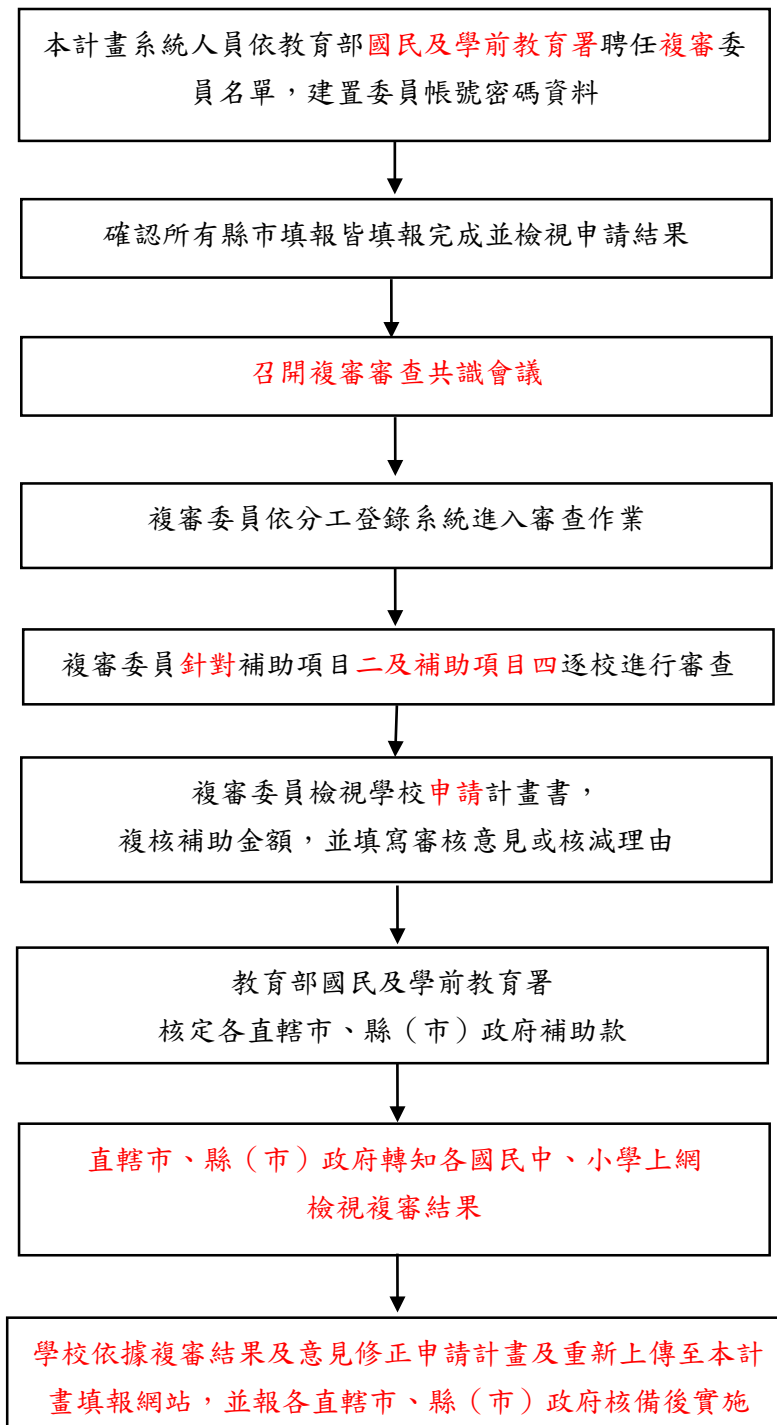 本計畫系統人員依教育部國民及學前教育署聘任複審委
員名單，建置委員帳號密碼資料
確認所有縣市填報皆填報完成並檢視申請結果
召開複審審查共識會議
複審委員依分工登錄系統進入審查作業
複審委員針對補助項目二及補助項目四逐校進行審查
複審委員檢視學校申請計畫書，
複核補助金額，並填寫審核意見或核減理由
教育部國民及學前教育署
核定各直轄市、縣（市）政府補助款
直轄市、縣（市）政府轉知各國民中、小學上網
檢視複審結果
學校依據複審結果及意見修正申請計畫及重新上傳至本計
畫填報網站，並報各直轄市、縣（市）政府核備後實施